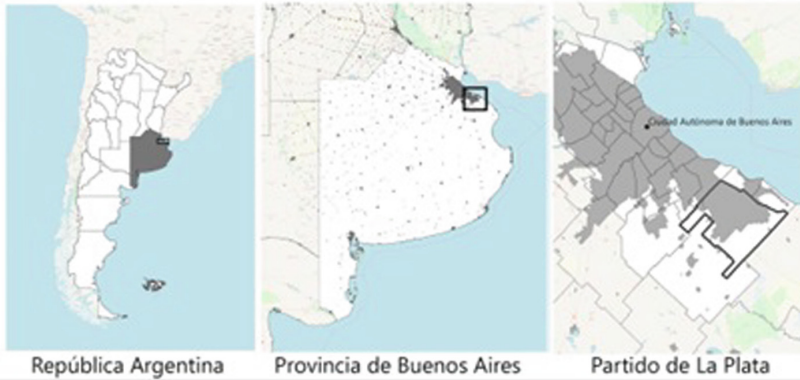 Ciudad Autónoma de Buenos Aires
República Argentina
Provincia de Buenos Aires
Partido de La Plata